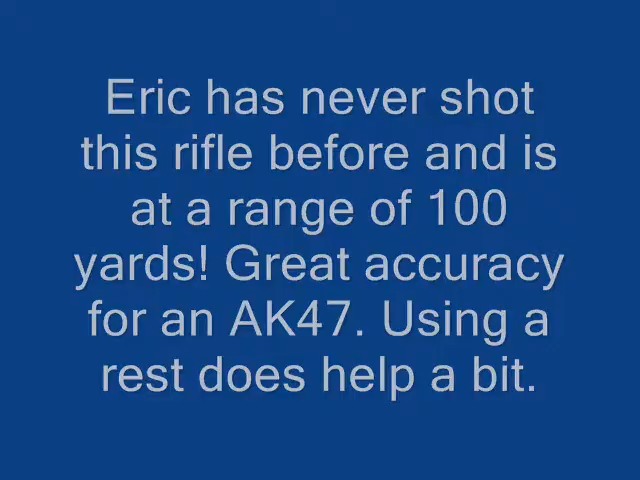 Eric has never shot
this rifle before and is
at a range of 100
yards! Great accuracy
for an AK47. Using a
rest does help a bit.